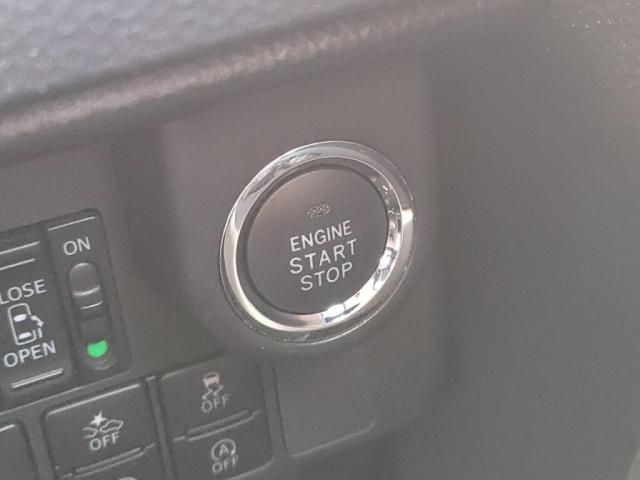 ENGINE
START
STOP
ON
LOSE
OPEN
OFF
OFF
A
OFF